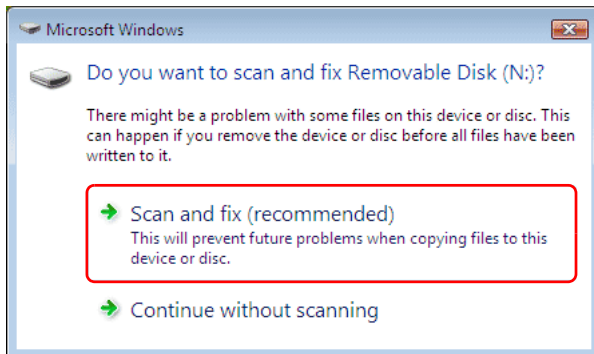 Microsoft Windows
Do you want to scan and fix Removable Disk (N:)?
There might be a problem with some files on this device or disc. This
can happen if you remove the device or disc before all files have been
written to it.
Scan and fix (recommended)
This will prevent future problems when copying files to this
device or disc.
Continue without scanning